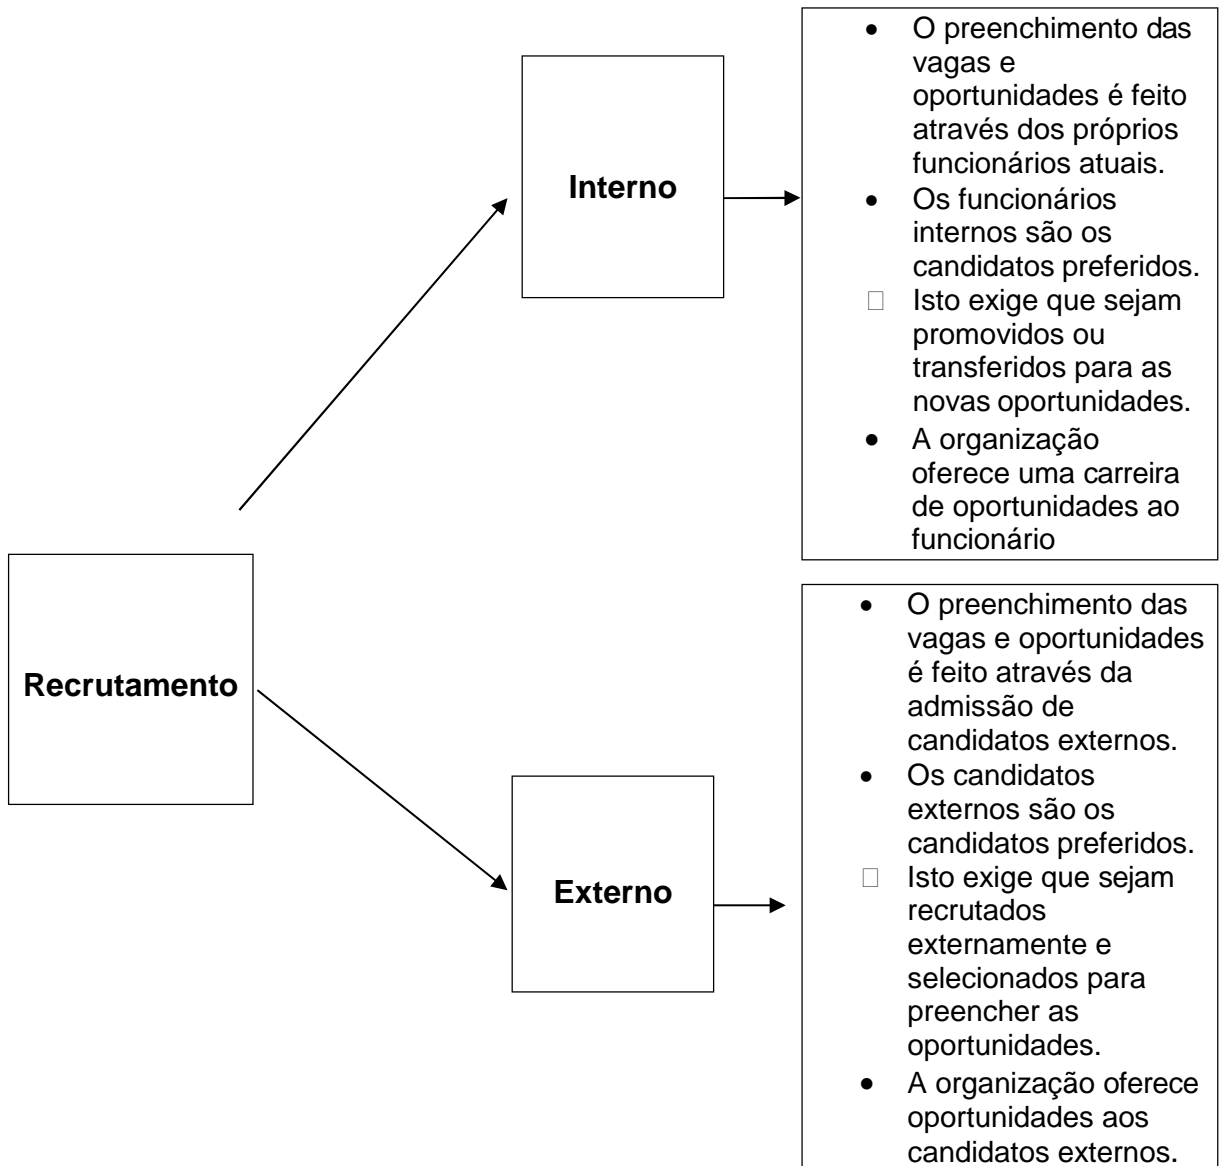 Recrutamento
Interno
• O preenchimento das
vagas e
oportunidades é feito
através dos próprios
funcionários atuais.
• Os funcionários
internos são os
candidatos preferidos.
□ Isto exige que sejam
promovidos ou
transferidos para as
novas oportunidades.
• A organização
oferece uma carreira
de oportunidades ao
funcionário
Externo
• O preenchimento das
vagas e oportunidades
é feito através da
admissão de
candidatos externos.
• Os candidatos
externos são os
candidatos preferidos.
□ Isto exige que sejam
recrutados
externamente e
selecionados para
preencher as
oportunidades.
• A organização oferece
oportunidades aos
candidatos externos.